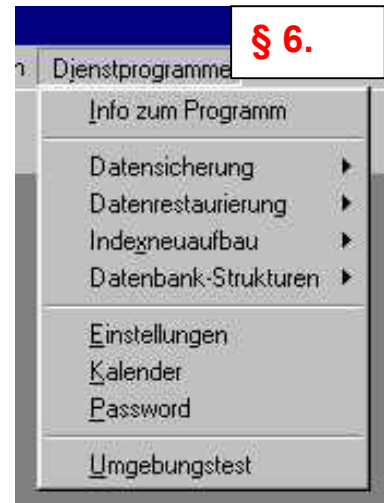 § 6.
n Dienstprogramme
Info zum Programm
Datensicherung
Datenrestaurierung
Indexneuaufbau
Datenbank-Strukturen
Einstellungen
Kalender
Password
Umgebungstest